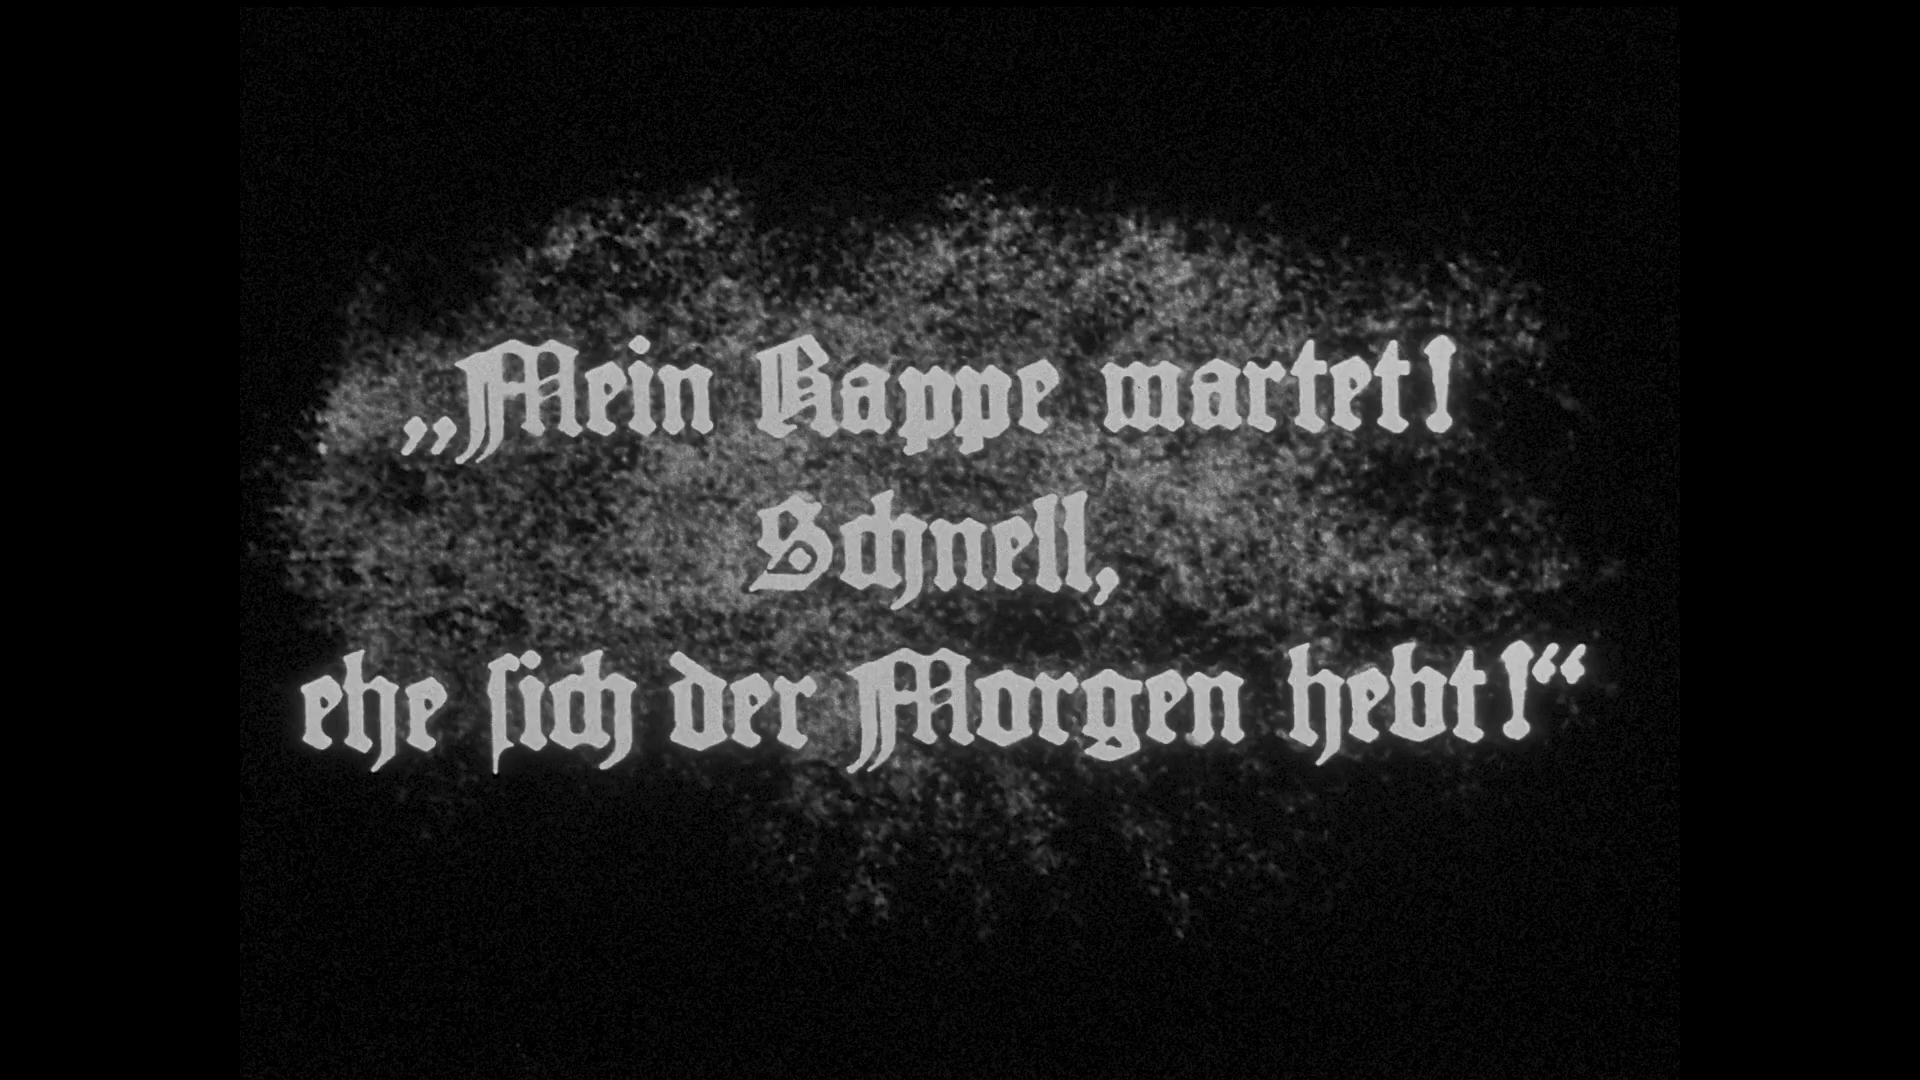 „Mein Rappe wartet!
Schnell,
ehe ſich der Morgen hebt!“